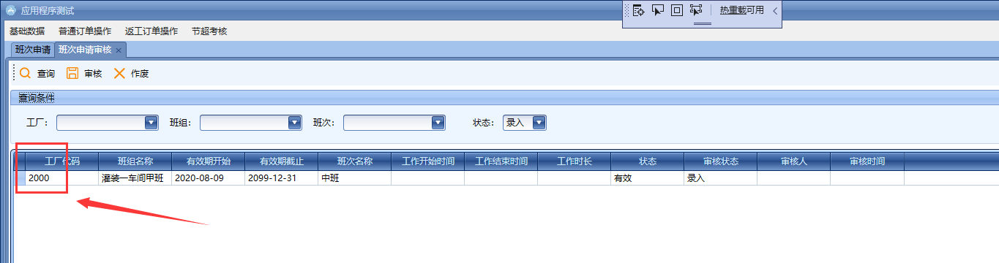 应用程序测试
热重载可用
基础数据 普通订单操作 返工订单操作 节超考核
班次申请 班次申请审核
查询 审核 作废
查询条件
工厂： 班组： 班次： 状态： 录入
工厂代码 班组名称 有效期开始 有效期截止 班次名称 工作开始时间 工作结束时间 工作时长 状态 审核状态 审核人 审核时间
2000 灌装一车间甲班 2020-08-09 2099-12-31 中班 有效 录入